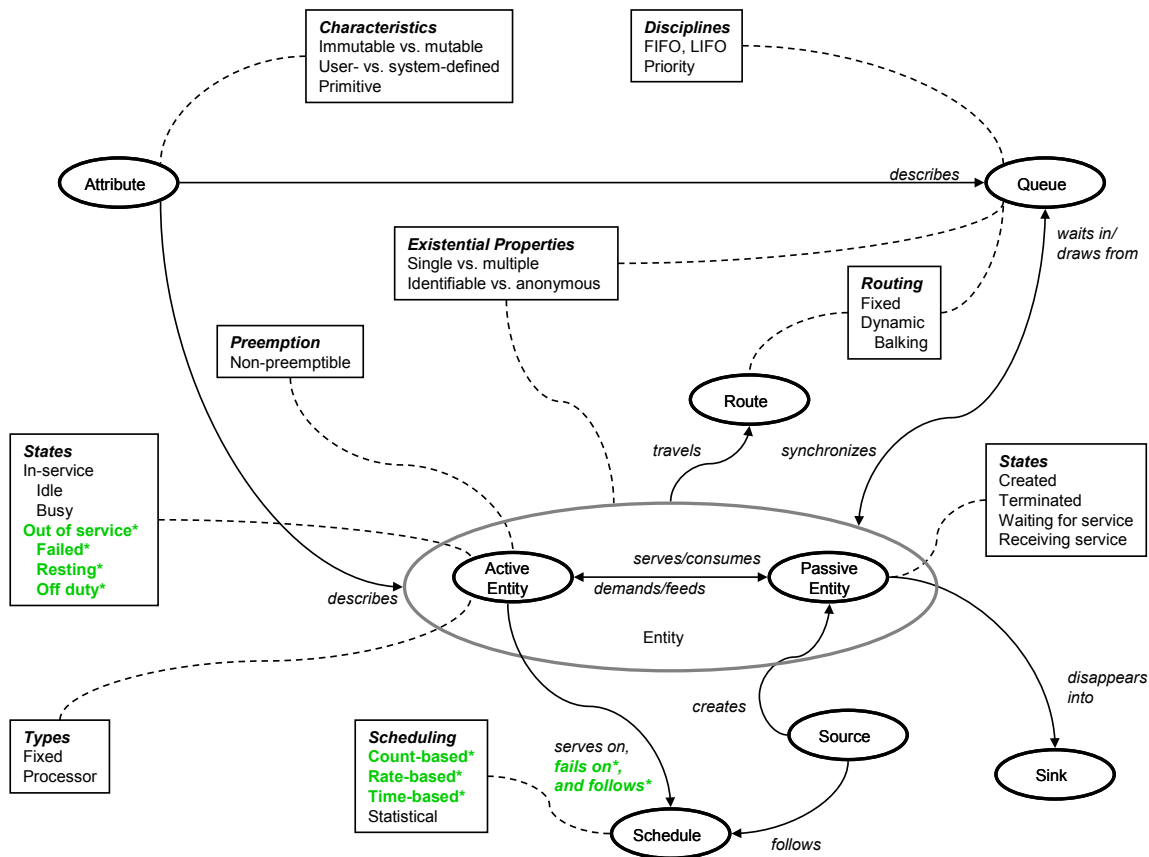 Characteristics
Immutable vs. mutable
User- vs. system-defined
Primitive
Disciplines
FIFO, LIFO
Priority
Attribute
describes
Queue
Existential Properties
Single vs. multiple
Identifiable vs. anonymous
waits in/
draws from
Routing
Fixed
Dynamic
Balking
Preemption
Non-preemptible
Route
travels
synchronizes
States
In-service
Idle
Busy
Out of service*
Failed*
Resting*
Off duty*
States
Created
Terminated
Waiting for service
Receiving service
describes
Active
Entity
serves/consumes
demands/feeds
Passive
Entity
Entity
creates
disappears
into
Types
Fixed
Processor
Scheduling
Count-based*
Rate-based*
Time-based*
Statistical
serves on,
fails on*,
and follows*
Source
Sink
Schedule
follows